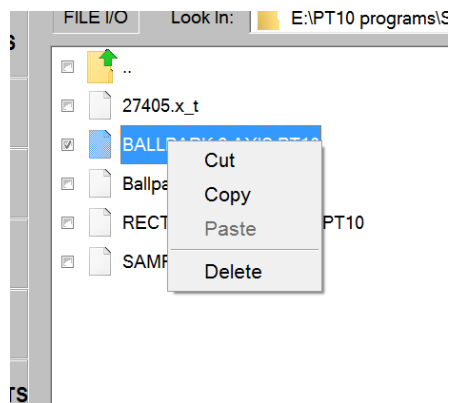 FILE I/O Look In: E:\PT10 programs\S
..
27405.x_t
BALLPARK 3 AXIS.PT10
Cut
Ballpa
Copy
RECT PT10
Paste
SAMP
Delete
TS